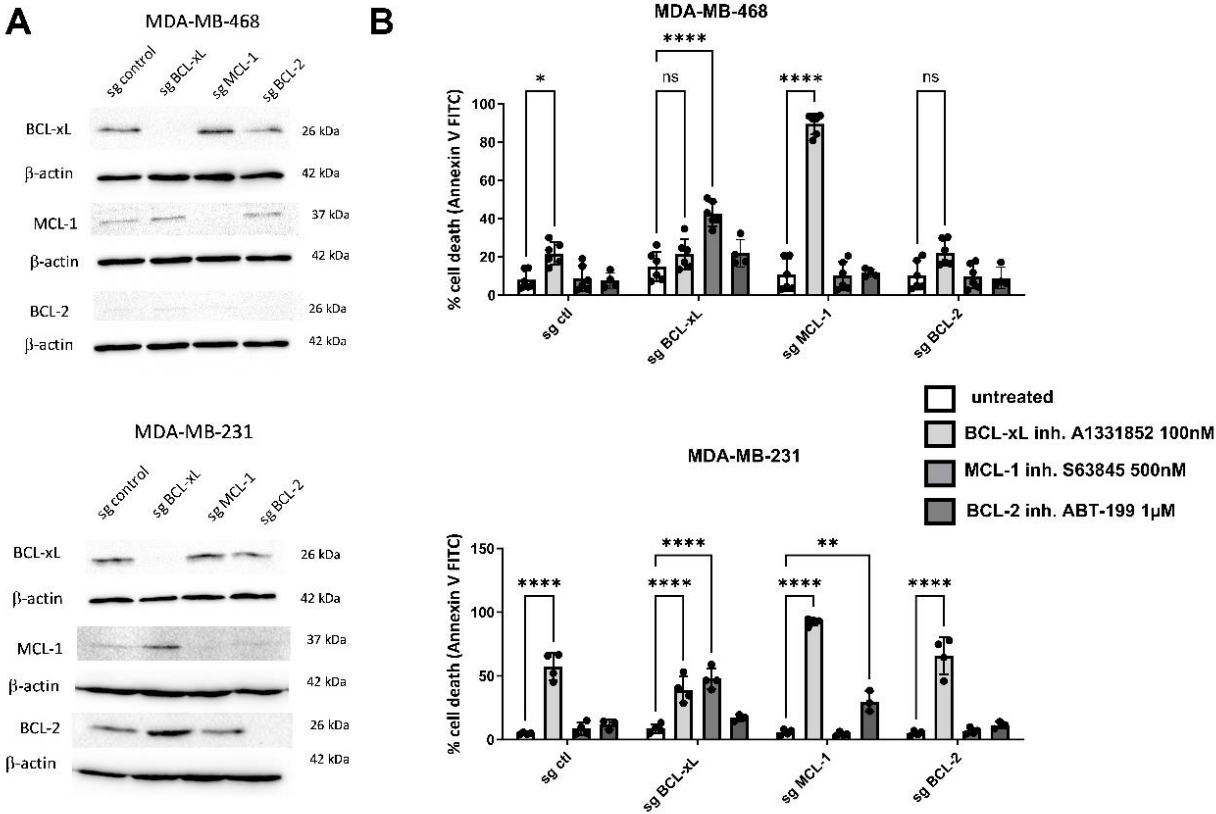 A
MDA-MB-468
sg control
sg BCL-xL
sg MCL-1
sg BCL-2
BCL-xL
26 kDa
β-actin
42 kDa
MCL-1
37 kDa
β-actin
42 kDa
BCL-2
26 kDa
β-actin
42 kDa
MDA-MB-231
sg control
sg BCL-xL
sg MCL-1
sg BCL-2
BCL-xL
26 kDa
β-actin
42 kDa
MCL-1
37 kDa
β-actin
42 kDa
BCL-2
26 kDa
β-actin
42 kDa
B
MDA-MB-468
% cell death (Annexin V FITC)
100
80
60
40
20
0
*
ns
****
****
ns
sg ctl
sg BCL-xL
sg MCL-1
sg BCL-2
untreated
BCL-xL inh. A1331852 100nM
MCL-1 inh. S63845 500nM
BCL-2 inh. ABT-199 1µM
MDA-MB-231
% cell death (Annexin V FITC)
150
100
50
0
****
****
****
****
**
****
sg ctl
sg BCL-xL
sg MCL-1
sg BCL-2